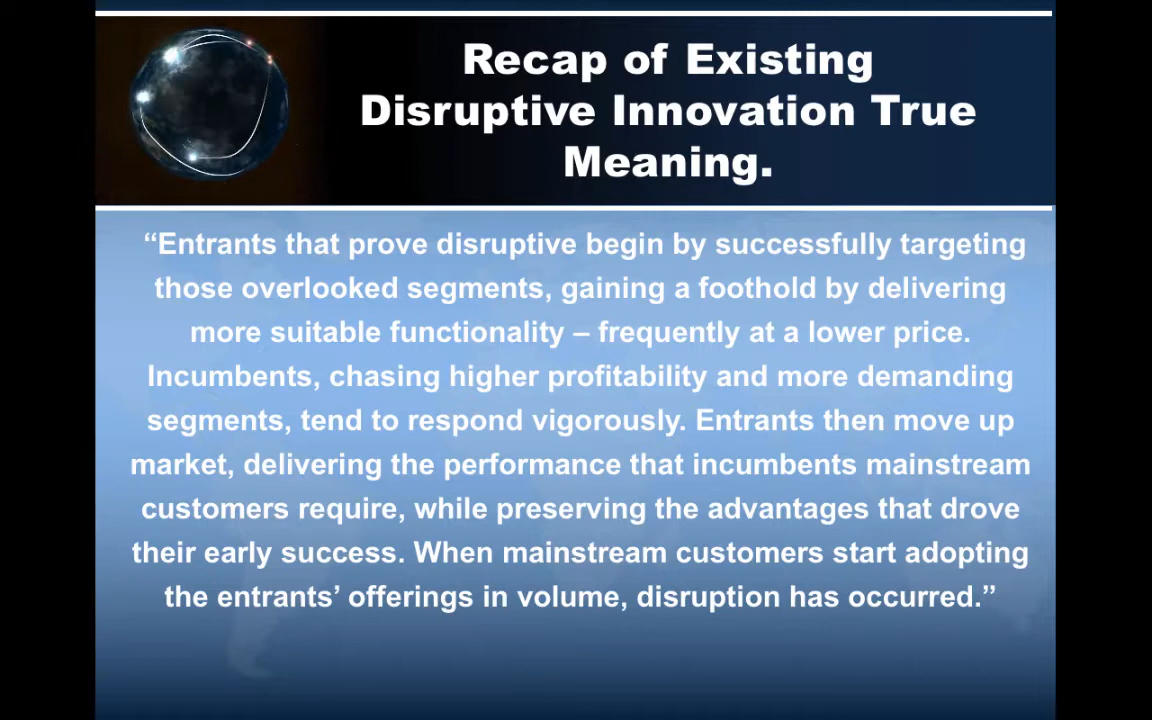 Recap of Existing
Disruptive Innovation True
Meaning.
“Entrants that prove disruptive begin by successfully targeting
those overlooked segments, gaining a foothold by delivering
more suitable functionality – frequently at a lower price.
Incumbents, chasing higher profitability and more demanding
segments, tend to respond vigorously. Entrants then move up
market, delivering the performance that incumbents mainstream
customers require, while preserving the advantages that drove
their early success. When mainstream customers start adopting
the entrants’ offerings in volume, disruption has occurred.”